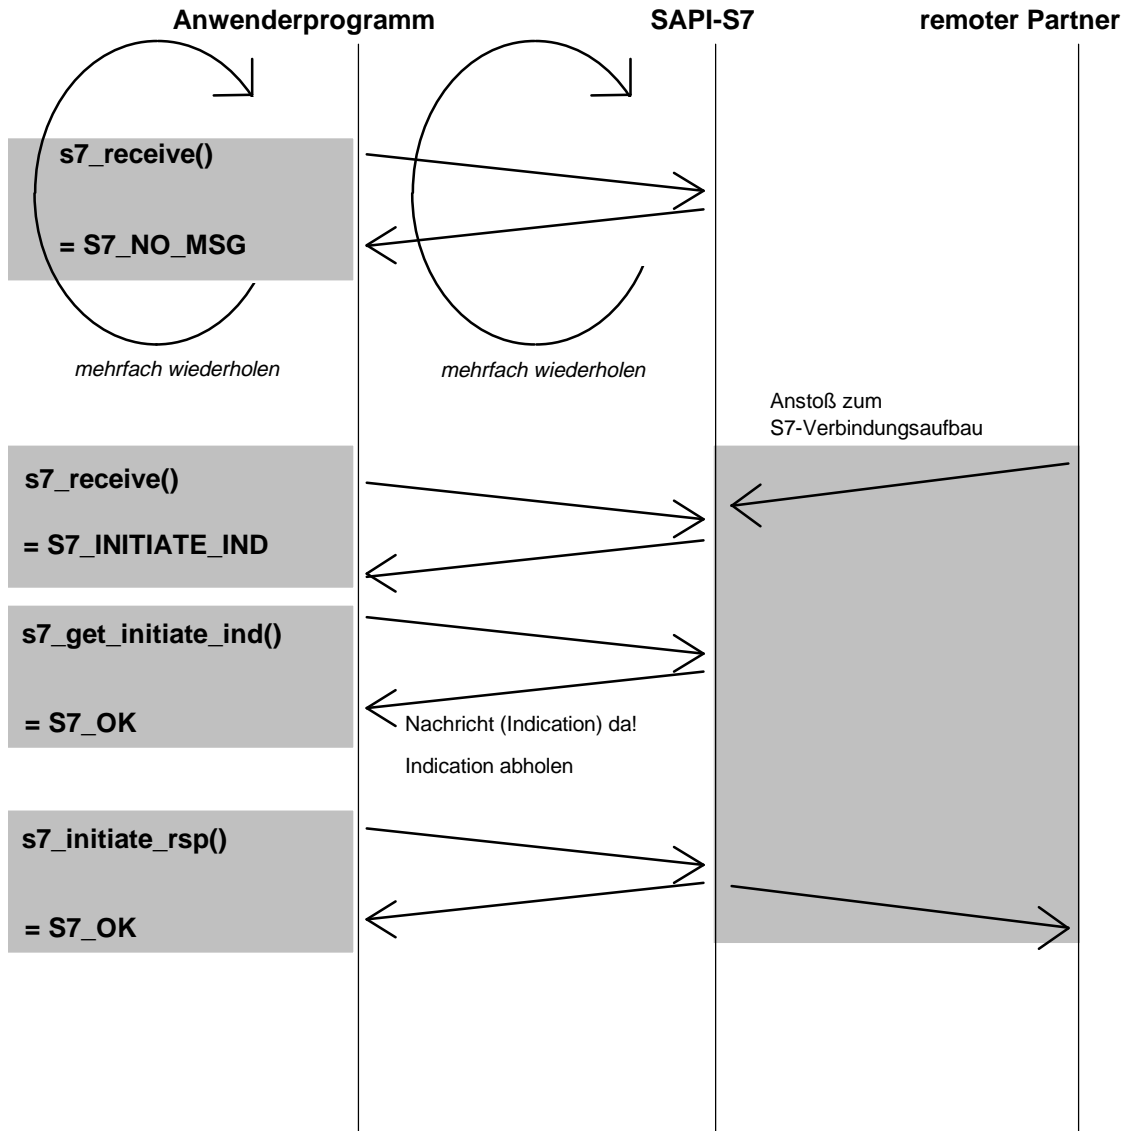 Anwenderprogramm SAPI-S7 remoter Partner
s7_receive()
= S7_NO_MSG
mehrfach wiederholen mehrfach wiederholen
Anstoß zum
S7-Verbindungsaufbau
s7_receive()
= S7_INITIATE_IND
s7_get_initiate_ind()
= S7_OK
Nachricht (Indication) da!
Indication abholen
s7_initiate_rsp()
= S7_OK